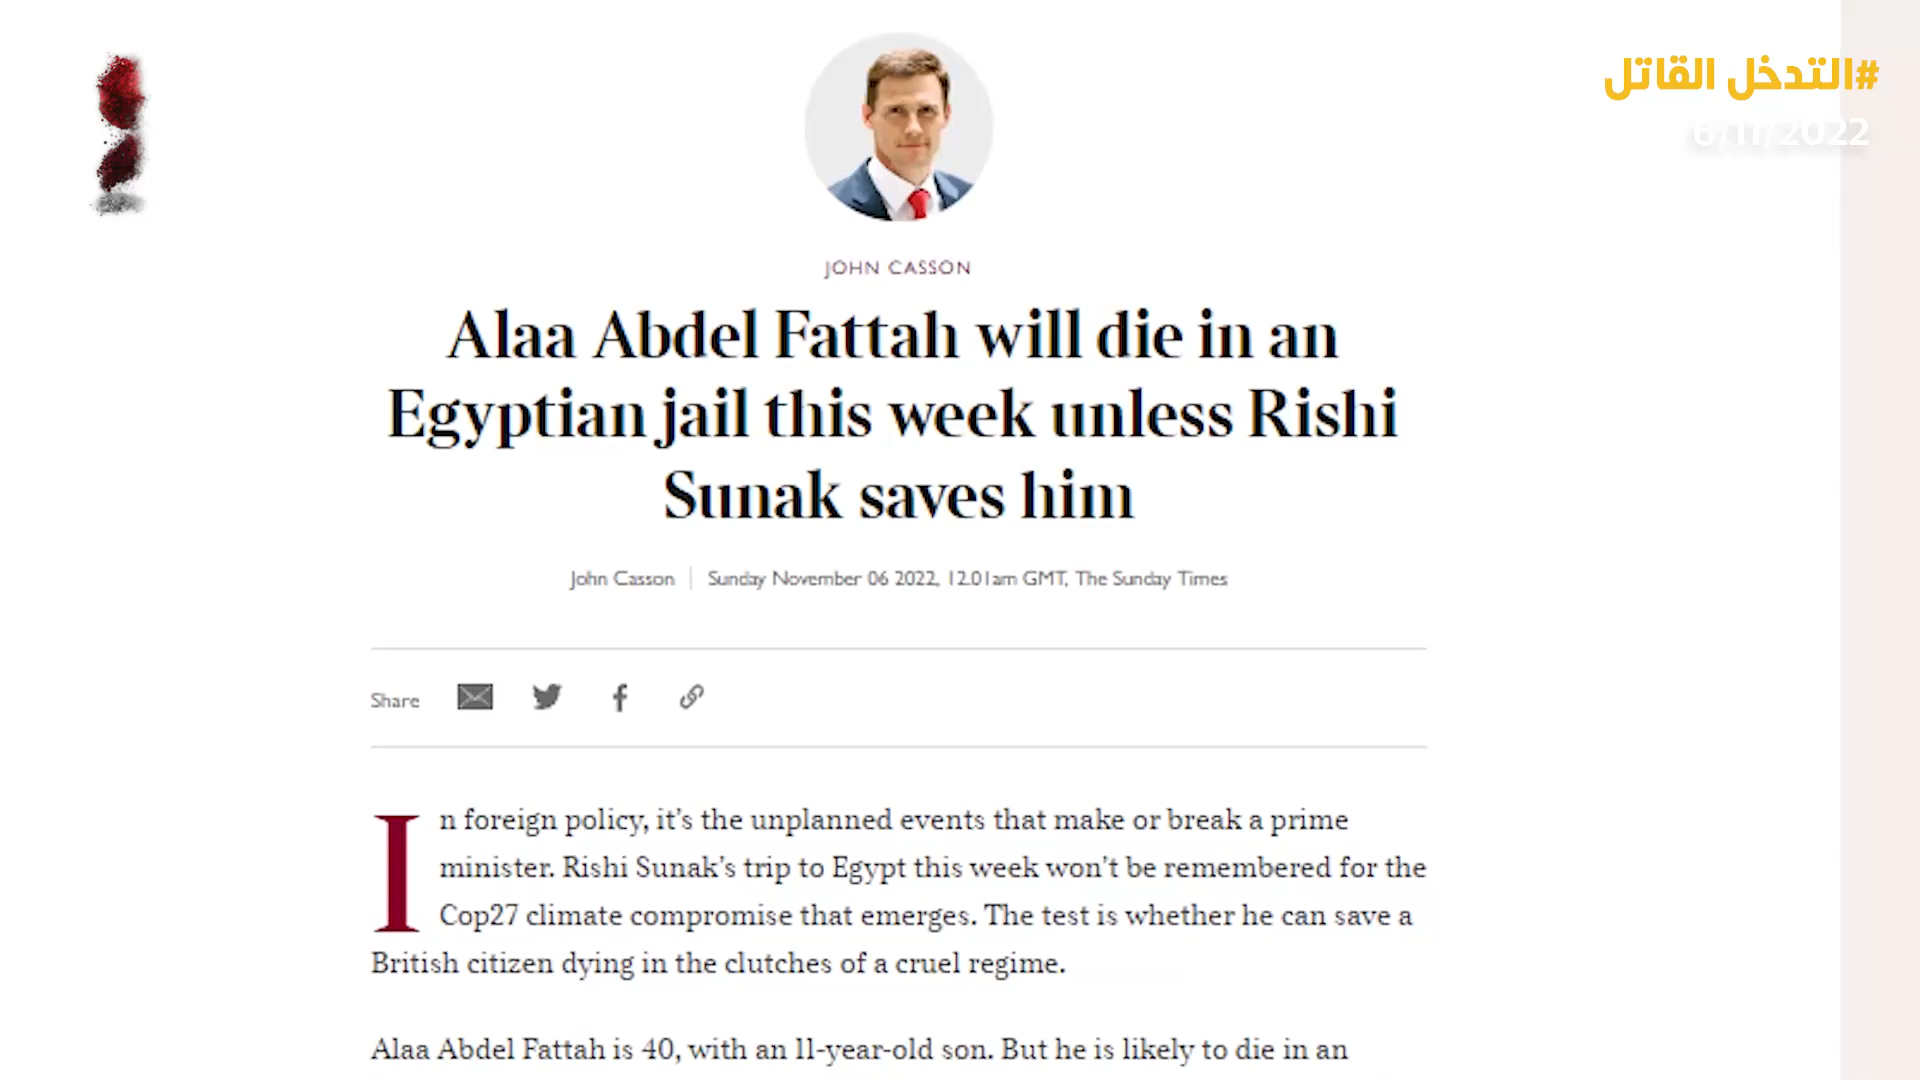 #التدخل القاتل
6/11/2022
JOHN CASSON
Alaa Abdel Fattah will die in an
Egyptian jail this week unless Rishi
Sunak saves him
John Casson | Sunday November 06 2022, 12.01am GMT, The Sunday Times
Share
In foreign policy, it's the unplanned events that make or break a prime
minister. Rishi Sunak's trip to Egypt this week won't be remembered for the
Cop27 climate compromise that emerges. The test is whether he can save a
British citizen dying in the clutches of a cruel regime.
Alaa Abdel Fattah is 40, with an 11-year-old son. But he is likely to die in an